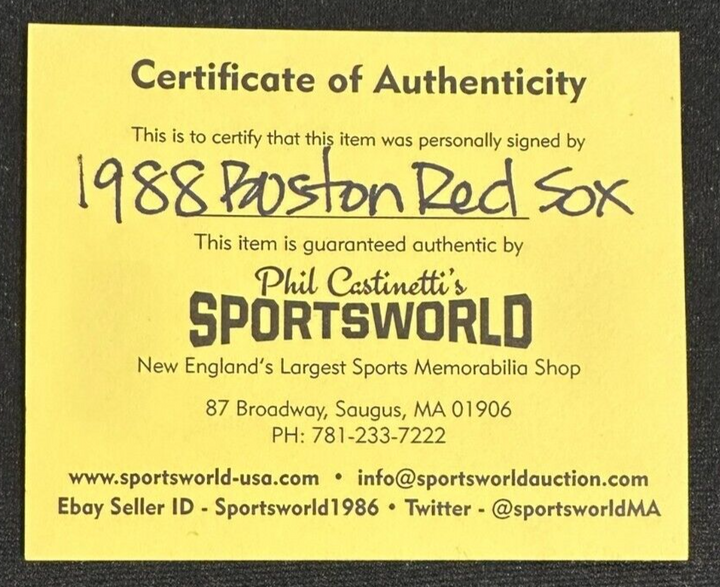 Certificate of Authenticity
This is to certify that this item was personally signed by
1988 Boston Red Sox
This item is guaranteed authentic by
Phil Castinetti's
SPORTSWORLD
New England's Largest Sports Memorabilia Shop
87 Broadway, Saugus, MA 01906
PH: 781-233-7222
www.sportsworld-usa.com • info@sportsworldauction.com
Ebay Seller ID - Sportsworld1986 • Twitter - @sportsworldMA